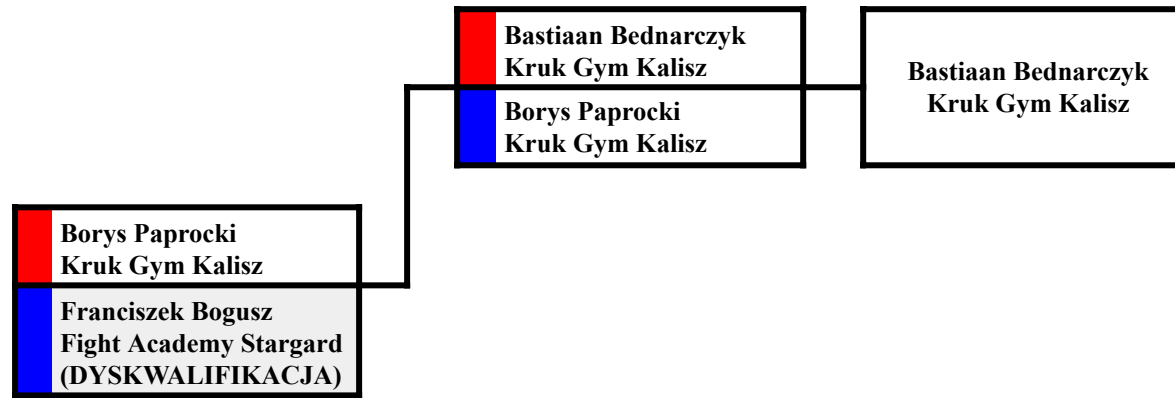 Bastiaan Bednarczyk
Kruk Gym Kalisz
Borys Paprocki
Kruk Gym Kalisz
Bastiaan Bednarczyk
Kruk Gym Kalisz
Borys Paprocki
Kruk Gym Kalisz
Franciszek Bogusz
Fight Academy Stargard
(DYSKWALIFIKACJA)